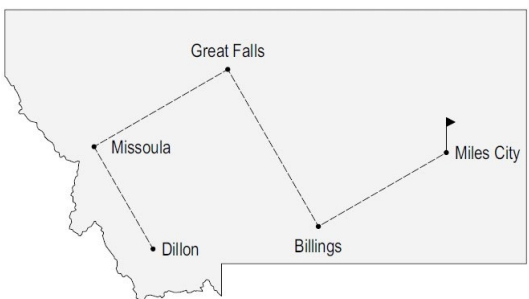 Great Falls
Missoula
Miles City
Dillon
Billings